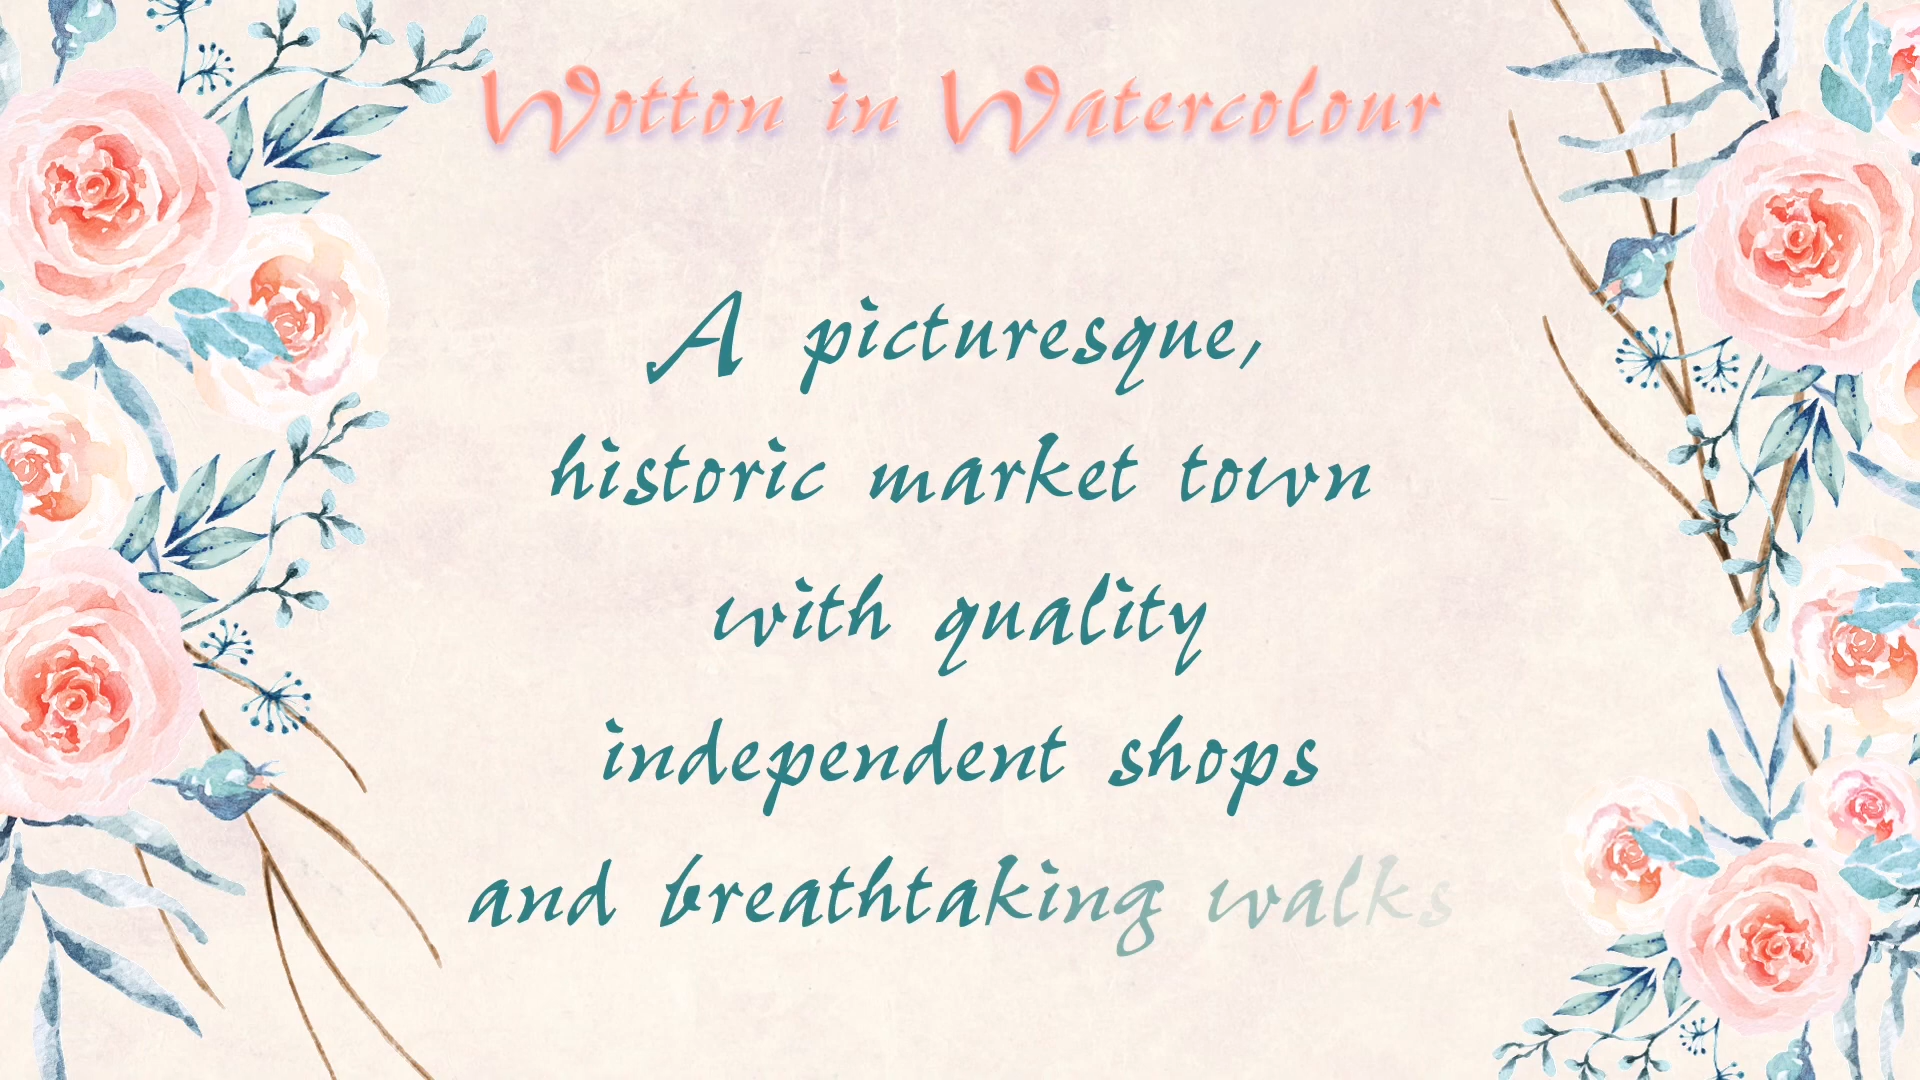 Wotton in Watercolour
A picturesque,
historic market town
with quality
independent shops
and breathtaking walks